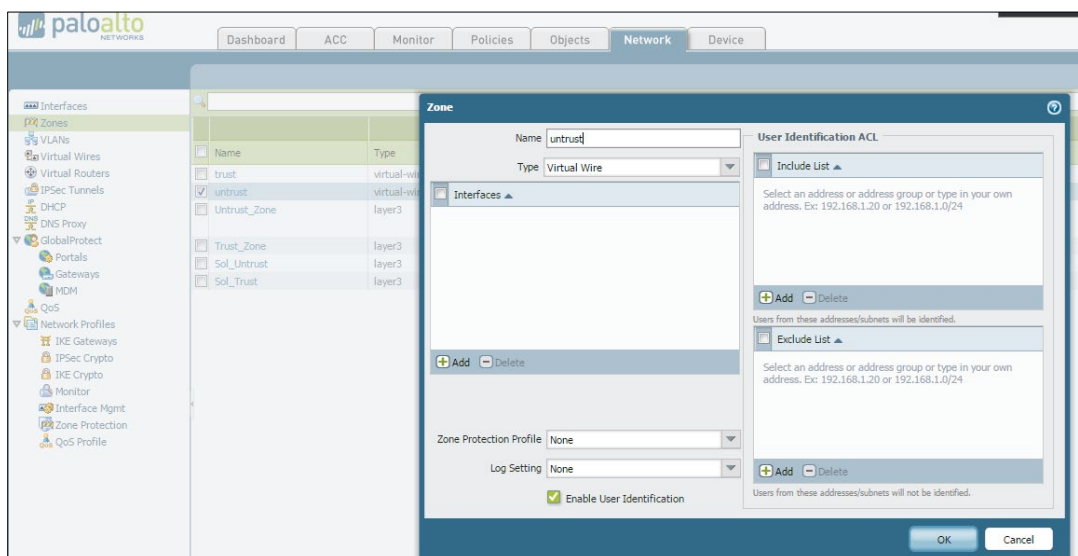 paloalto
NETWORKS
Dashboard ACC Monitor Policies Objects Network Device
Interfaces
Zones
VLANs
Virtual Wires
Virtual Routers
IPSec Tunnels
DHCP
DNS Proxy
GlobalProtect
Portals
Gateways
MDM
QoS
Network Profiles
IKE Gateways
IPSec Crypto
IKE Crypto
Monitor
Interface Mgmt
Zone Protection
QoS Profile
Name Type
trust virtual-wi
untrust virtual-wi
Untrust_Zone layer3
Trust_Zone layer3
Sol_Untrust layer3
Sol_Trust layer3
Zone
Name untrust
Type Virtual Wire
Interfaces
Add Delete
Zone Protection Profile None
Log Setting None
Enable User Identification
User Identification ACL
Include List
Select an address or address group or type in your own
address. Ex: 192.168.1.20 or 192.168.1.0/24
Add Delete
Users from these addresses/subnets will be identified.
Exclude List
Select an address or address group or type in your own
address. Ex: 192.168.1.20 or 192.168.1.0/24
Add Delete
Users from these addresses/subnets will not be identified.
OK Cancel